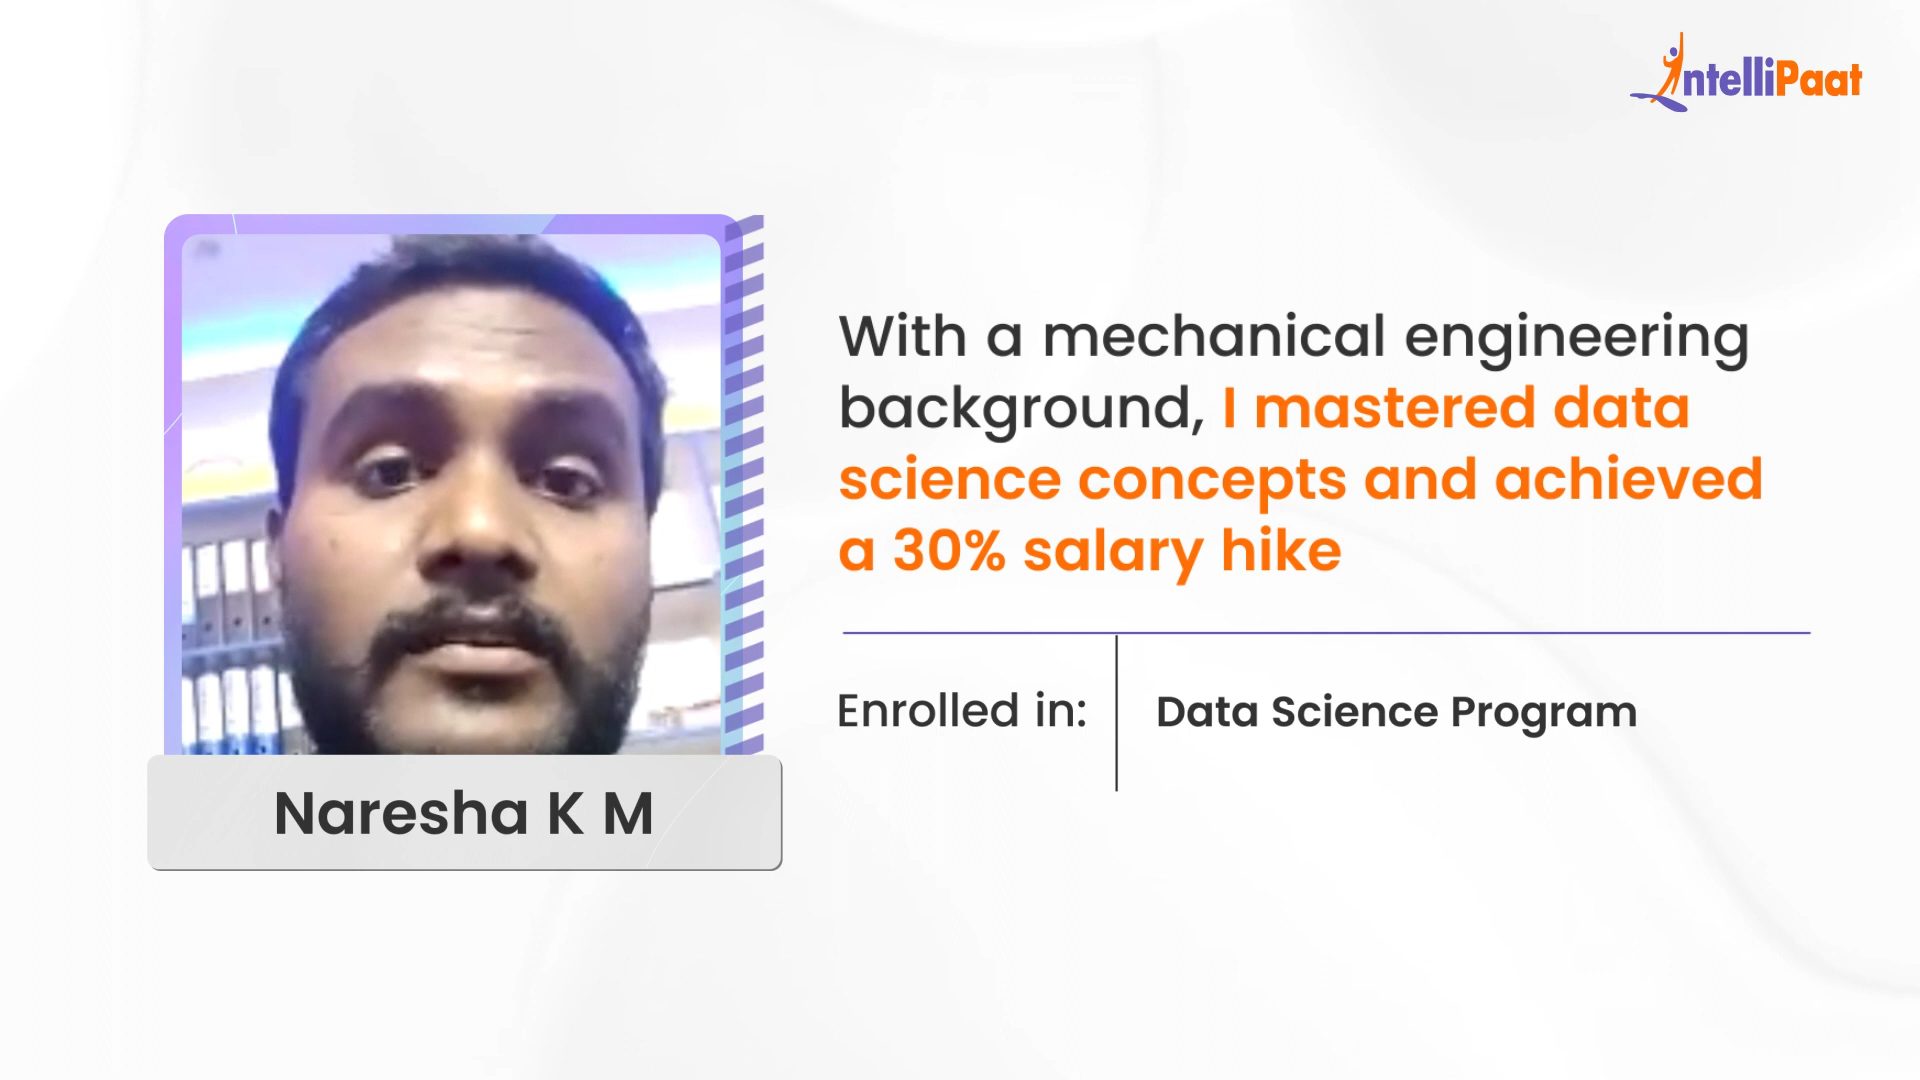 IntelliPaat
With a mechanical engineering
background, I mastered data
science concepts and achieved
a 30% salary hike
Enrolled in:
Data Science Program
Naresha K M